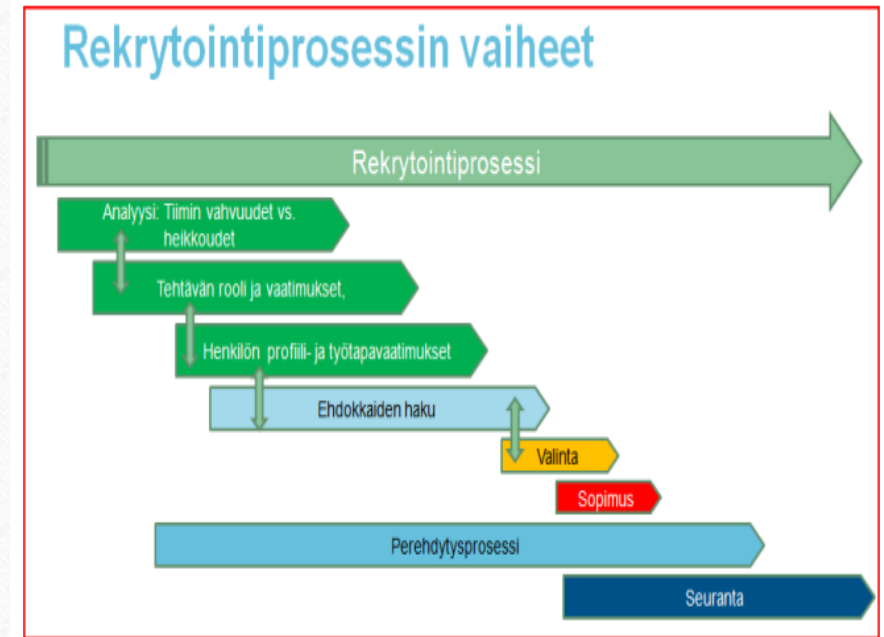 Rekrytointiprosessin vaiheet
Rekrytointiprosessi
Analyysi: Tiimin vahvuudet vs.
heikkoudet
Tehtävän rooli ja vaatimukset,
Henkilön profiili- ja työtapavaatimukset
Ehdokkaiden haku
Valinta
Sopimus
Perehdytysprosessi
Seuranta